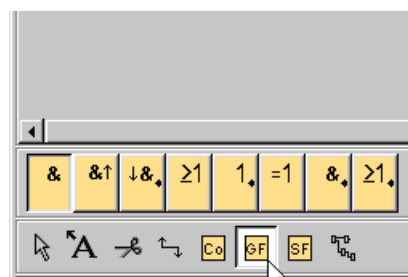 & &↑ ↓& ≥1 1 =1 & ≥1
A Co GF SF